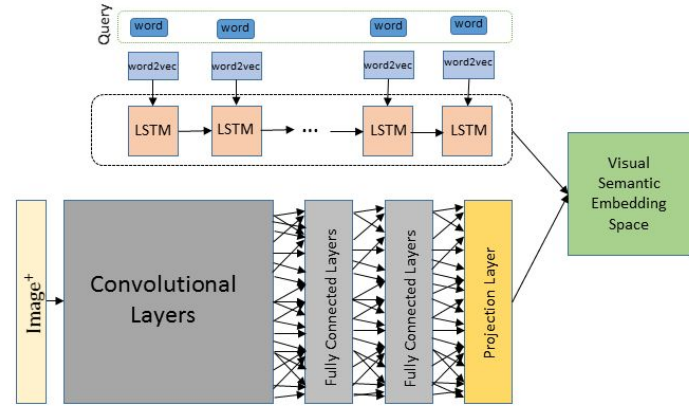 Query
word word word word
word2vec word2vec word2vec word2vec
LSTM LSTM ... LSTM LSTM
Visual
Semantic
Embedding
Space
Image+
Convolutional
Layers
Fully Connected Layers
Fully Connected Layers
Projection Layer